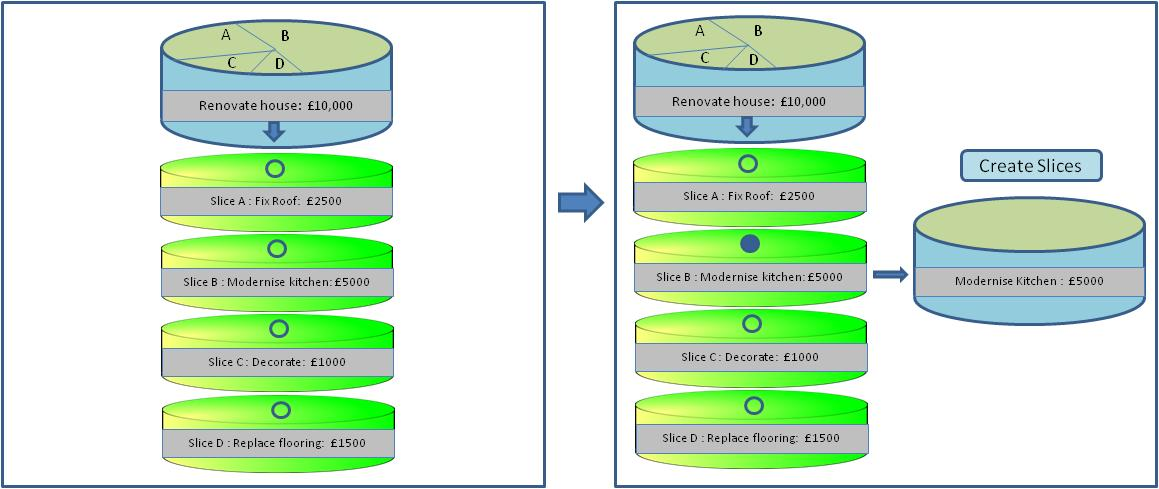 A
B
C
D
Renovate house: £10,000
Slice A : Fix Roof: £2500
Slice B : Modernise kitchen: £5000
Slice C : Decorate: £1000
Slice D : Replace flooring: £1500
A
B
C
D
Renovate house: £10,000
Slice A : Fix Roof: £2500
Slice B : Modernise kitchen: £5000
Slice C : Decorate: £1000
Slice D : Replace flooring: £1500
Create Slices
Modernise Kitchen : £5000